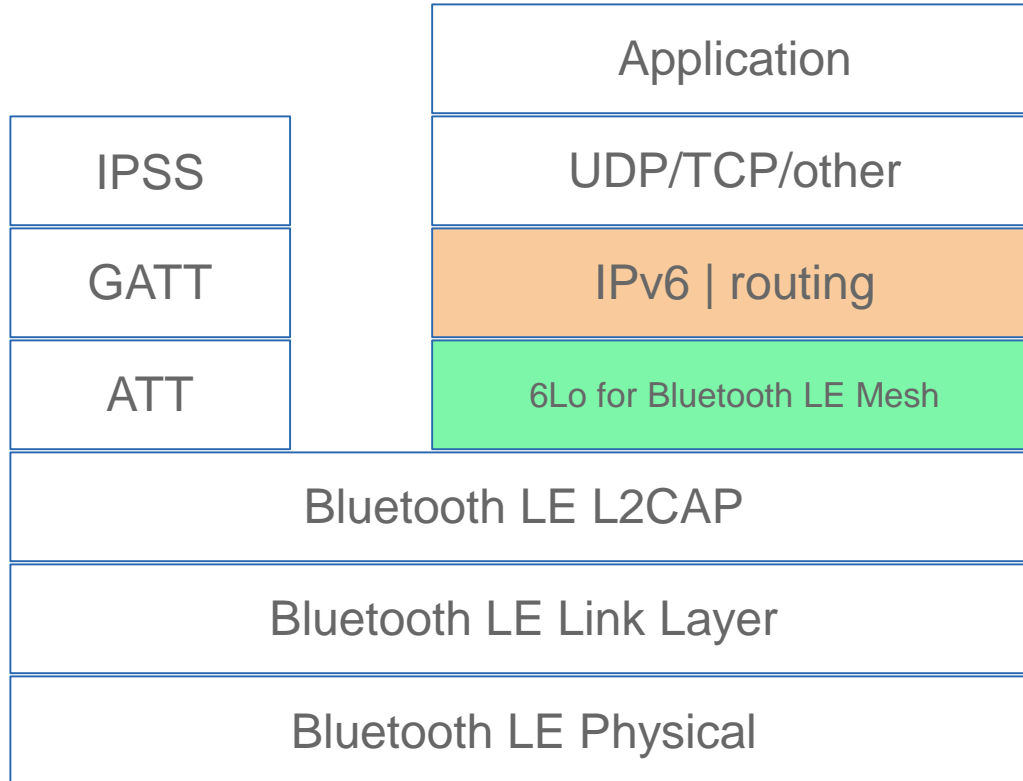 Application
IPSS
UDP/TCP/other
GATT
IPv6 | routing
ATT
6Lo for Bluetooth LE Mesh
Bluetooth LE L2CAP
Bluetooth LE Link Layer
Bluetooth LE Physical